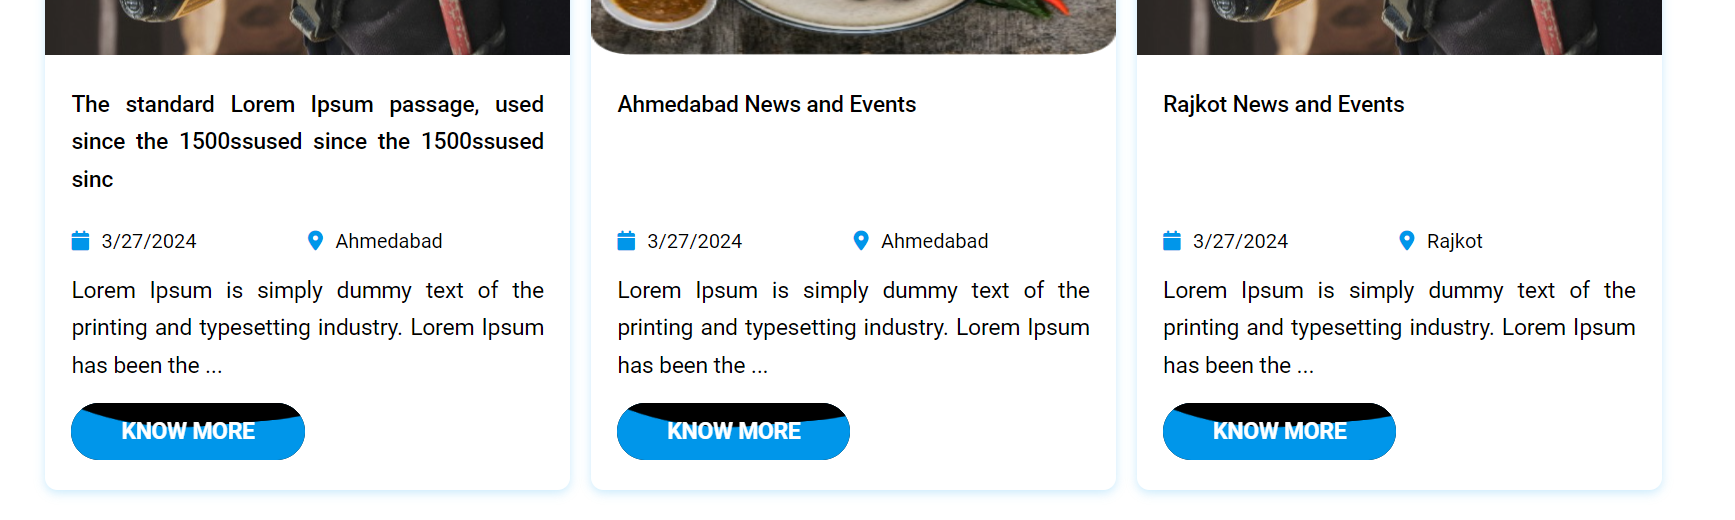 The standard Lorem Ipsum passage, used
since the 1500ssused since the 1500ssused
sinc
3/27/2024 Ahmedabad
Lorem Ipsum is simply dummy text of the
printing and typesetting industry. Lorem Ipsum
has been the ...
KNOW MORE
Ahmedabad News and Events
3/27/2024 Ahmedabad
Lorem Ipsum is simply dummy text of the
printing and typesetting industry. Lorem Ipsum
has been the ...
KNOW MORE
Rajkot News and Events
3/27/2024 Rajkot
Lorem Ipsum is simply dummy text of the
printing and typesetting industry. Lorem Ipsum
has been the ...
KNOW MORE